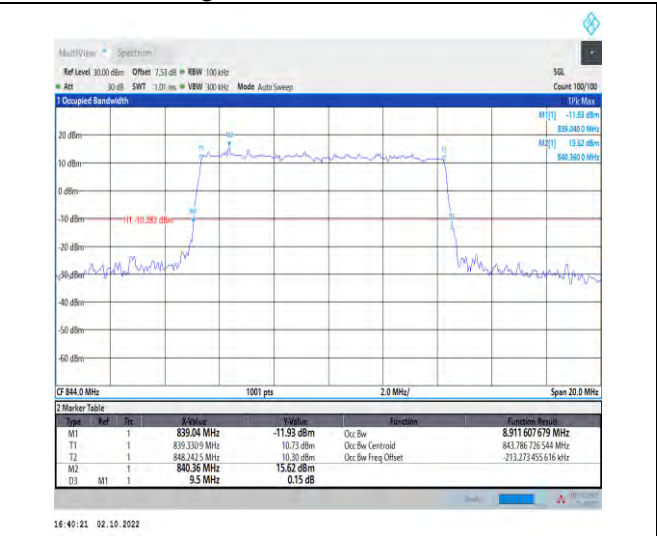 MultiView Spectrum
Ref Level 30.00 dBm Offset 7.53 dB RBW 100 kHz SGL
Att 30 dB SWT 1.01 ms VBW 300 kHz Mode Auto Sweep Count 100/100
1 Occupied Bandwidth 1Pk Max
M1[1] -11.93 dBm
839.040 0 MHz
M2[1] 15.62 dBm
840.360 0 MHz
20 dBm
M2
T1
10 dBm
0 dBm
M1
-10 dBm
H1 -10.383 dBm
-20 dBm
-30 dBm
-40 dBm
-50 dBm
-60 dBm
CF 844.0 MHz 1001 pts 2.0 MHz/ Span 20.0 MHz
2 Marker Table
Type Ref Trc X-Value Y-Value Function Function Result
M1 1 839.04 MHz -11.93 dBm Occ Bw 8.911 607 679 MHz
T1 1 839.3309 MHz 10.73 dBm Occ Bw Centroid 843.786 726 544 MHz
T2 1 848.2425 MHz 10.30 dBm Occ Bw Freq Offset -213.273 455 616 kHz
M2 1 840.36 MHz 15.62 dBm
D3 M1 1 9.5 MHz 0.15 dB
16:40:21 02.10.2022